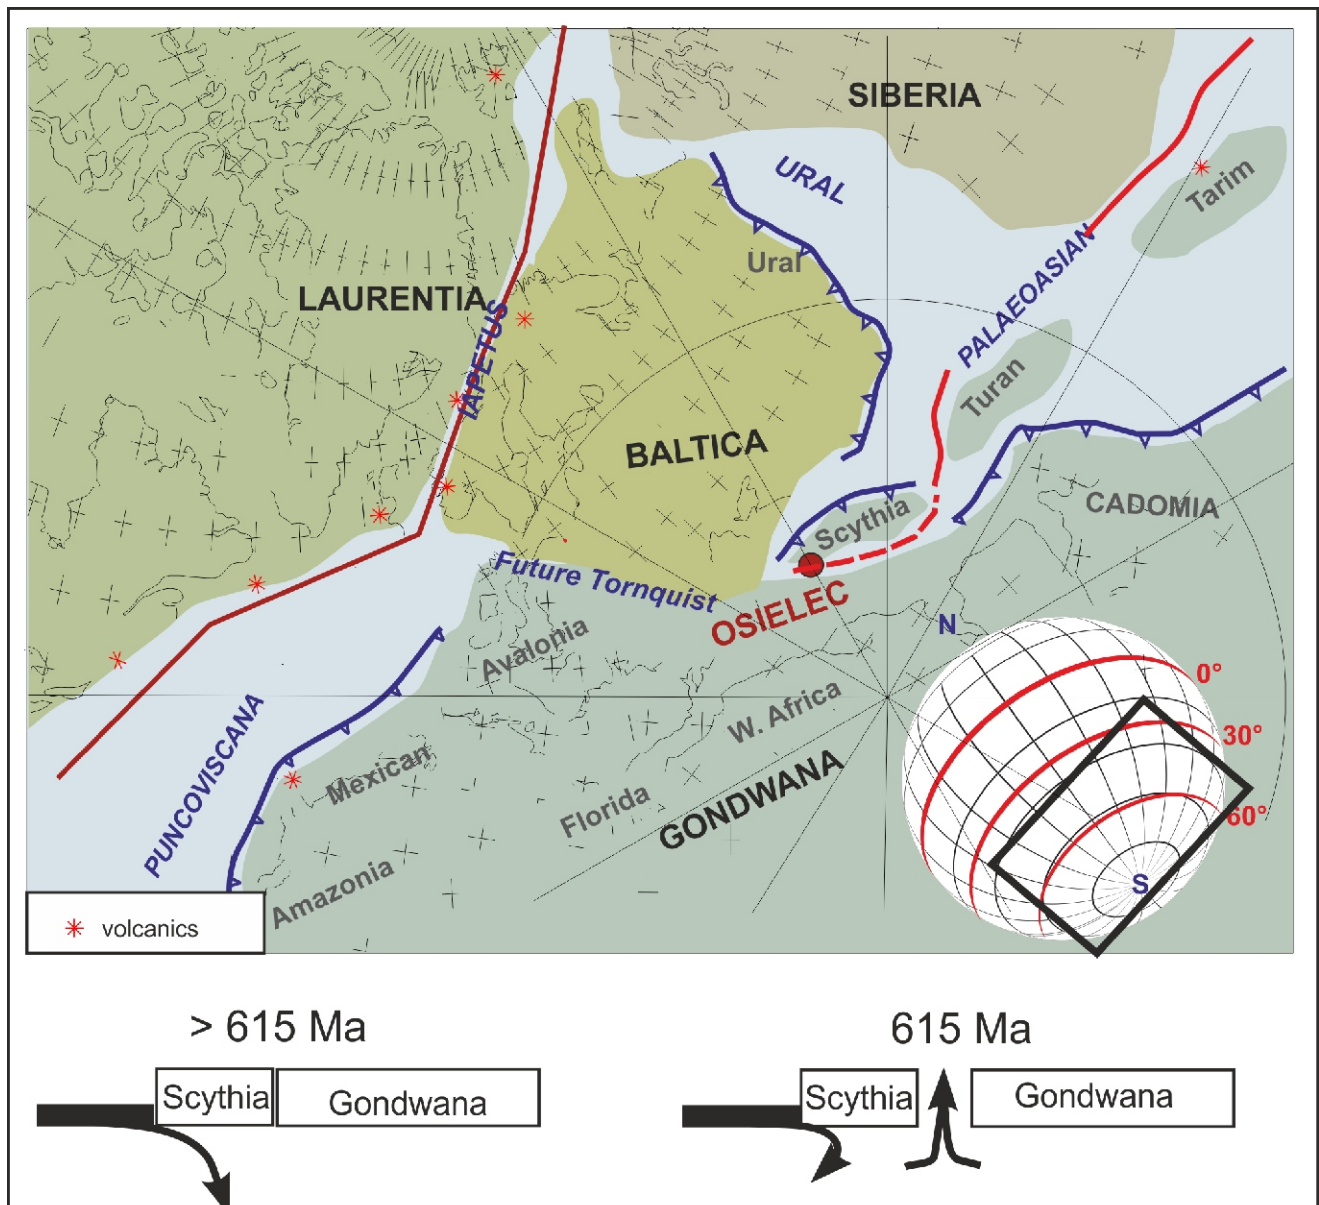 SIBERIA
URAL
Tarim
Ural
LAURENTIA
IAPETUS
PALAEOASIAN
Turan
BALTICA
CADOMIA
Scythia
Future Tornquist
OSIELEC
Avalonia
N
W. Africa
0°
30°
60°
S
PUNCOVISCANA
Mexican
Florida
GONDWANA
Amazonia
volcanics
> 615 Ma
615 Ma
Scythia
Gondwana
Scythia
Gondwana